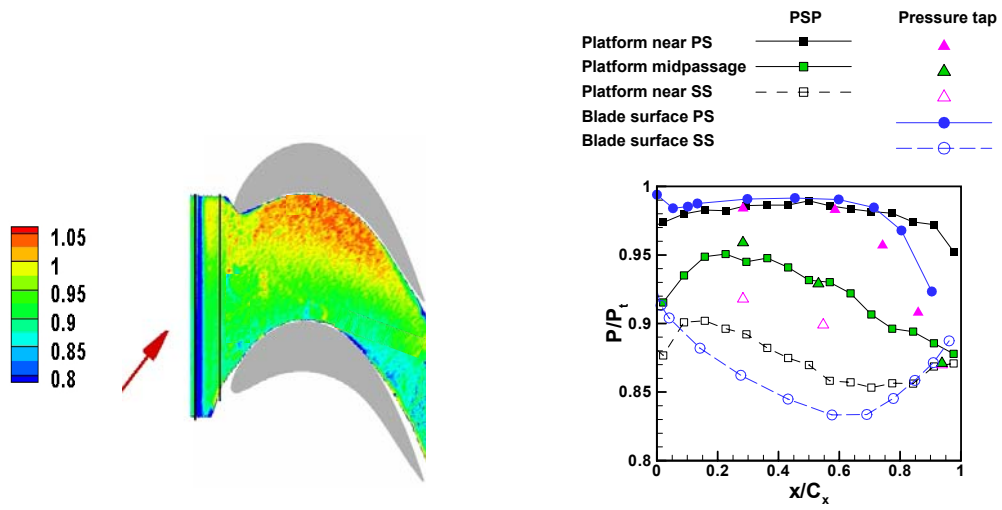 PSP Pressure tap
Platform near PS
Platform midpassage
Platform near SS
Blade surface PS
Blade surface SS
1.05
1
0.95
0.9
0.85
0.8
1
0.95
0.9
0.85
0.8
P/Pt
0 0.2 0.4 0.6 0.8 1
x/Cx